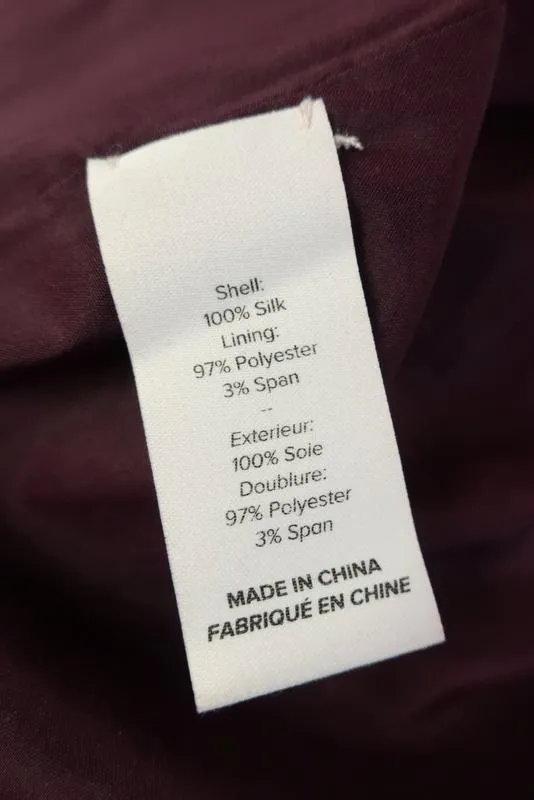 Shell:
100% Silk
Lining:
97% Polyester
3% Span
--
Exterieur:
100% Soie
Doublure:
97% Polyester
3% Span
MADE IN CHINA
FABRIQUÉ EN CHINE